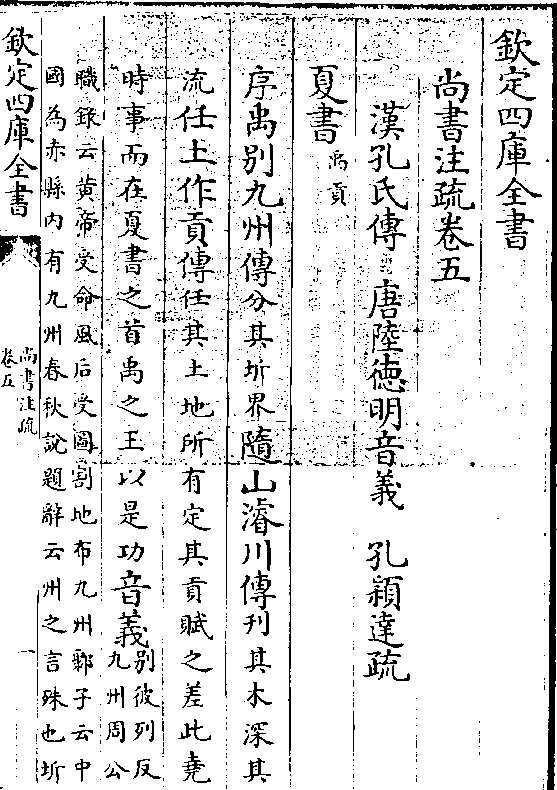 欽定四庫全書
尚書注疏卷五
漢孔氏傳 唐陸德明音義 孔穎達疏
夏書
禹貢
序禹别九州傳分其圻界隨山濬川傳刋其木深其
流任土作貢傳任其土地所有定其貢賦之差此堯
時事而在夏書之首禹之王以是功音義
别彼列反
九州周公
職錄云黄帝受命風后受圖割地布九州鄹子云中
國為赤縣内有九州春秋說題辭云州之言殊也圻
欽定四庫全書
尚書注疏
卷五
一